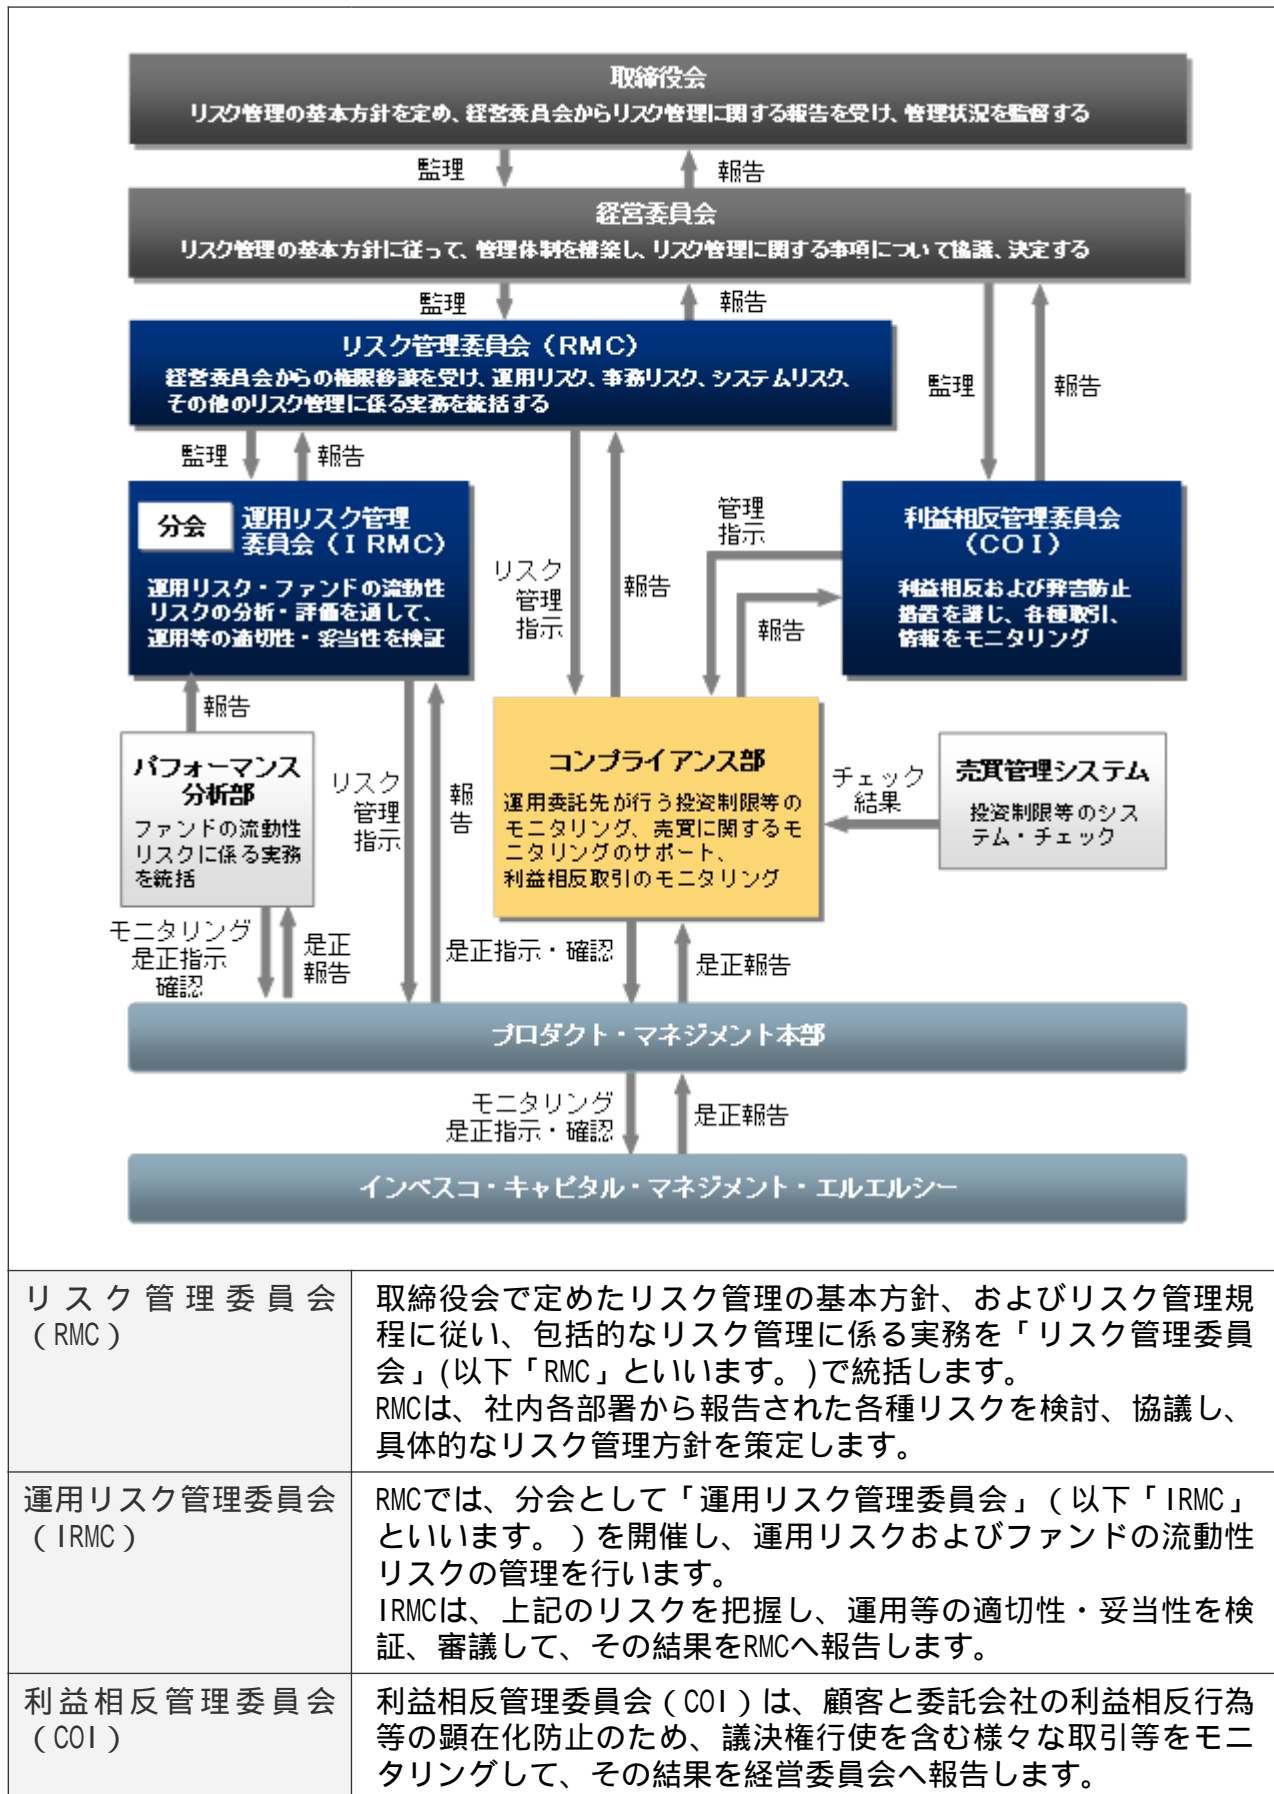 取締役会
リスク管理の基本方針を定め、経営委員会からリスク管理に関する報告を受け、管理状況を監督する
監理
報告
経営委員会
リスク管理の基本方針に従って、管理体制を構築し、リスク管理に関する事項について協議、決定する
監理
報告
リスク管理委員会（RMC）
経営委員会からの権限移譲を受け、運用リスク、事務リスク、システムリスク、
その他のリスク管理に係る実務を統括する
監理
報告
監理
報告
分会
運用リスク管理
委員会（IRMC）
運用リスク・ファンドの流動性
リスクの分析・評価を通して、
運用等の適切性・妥当性を検証
リスク
管理
指示
報告
管理
指示
報告
利益相反管理委員会
（COI）
利益相反および弊害防止
措置を講じ、各種取引、
情報をモニタリング
報告
パフォーマンス
分析部
ファンドの流動性
リスクに係る実務
を統括
リスク
管理
指示
報
告
コンプライアンス部
運用委託先が行う投資制限等の
モニタリング、売買に関するモ
ニタリングのサポート、
利益相反取引のモニタリング
チェック
結果
売買管理システム
投資制限等のシス
テム・チェック
モニタリング
是正指示
確認
是正
報告
是正指示・確認
是正報告
プロダクト・マネジメント本部
モニタリング
是正指示・確認
是正報告
インベスコ・キャピタル・マネジメント・エルエルシー
リスク管理委員会
（RMC）
取締役会で定めたリスク管理の基本方針、およびリスク管理規
程に従い、包括的なリスク管理に係る実務を「リスク管理委員
会」(以下「RMC」といいます。)で統括します。
RMCは、社内各部署から報告された各種リスクを検討、協議し、
具体的なリスク管理方針を策定します。
運用リスク管理委員会
（IRMC）
RMCでは、分会として「運用リスク管理委員会」（以下「IRMC」
といいます。）を開催し、運用リスクおよびファンドの流動性
リスクの管理を行います。
IRMCは、上記のリスクを把握し、運用等の適切性・妥当性を検
証、審議して、その結果をRMCへ報告します。
利益相反管理委員会
（COI）
利益相反管理委員会（COI）は、顧客と委託会社の利益相反行為
等の顕在化防止のため、議決権行使を含む様々な取引等をモニ
タリングして、その結果を経営委員会へ報告します。